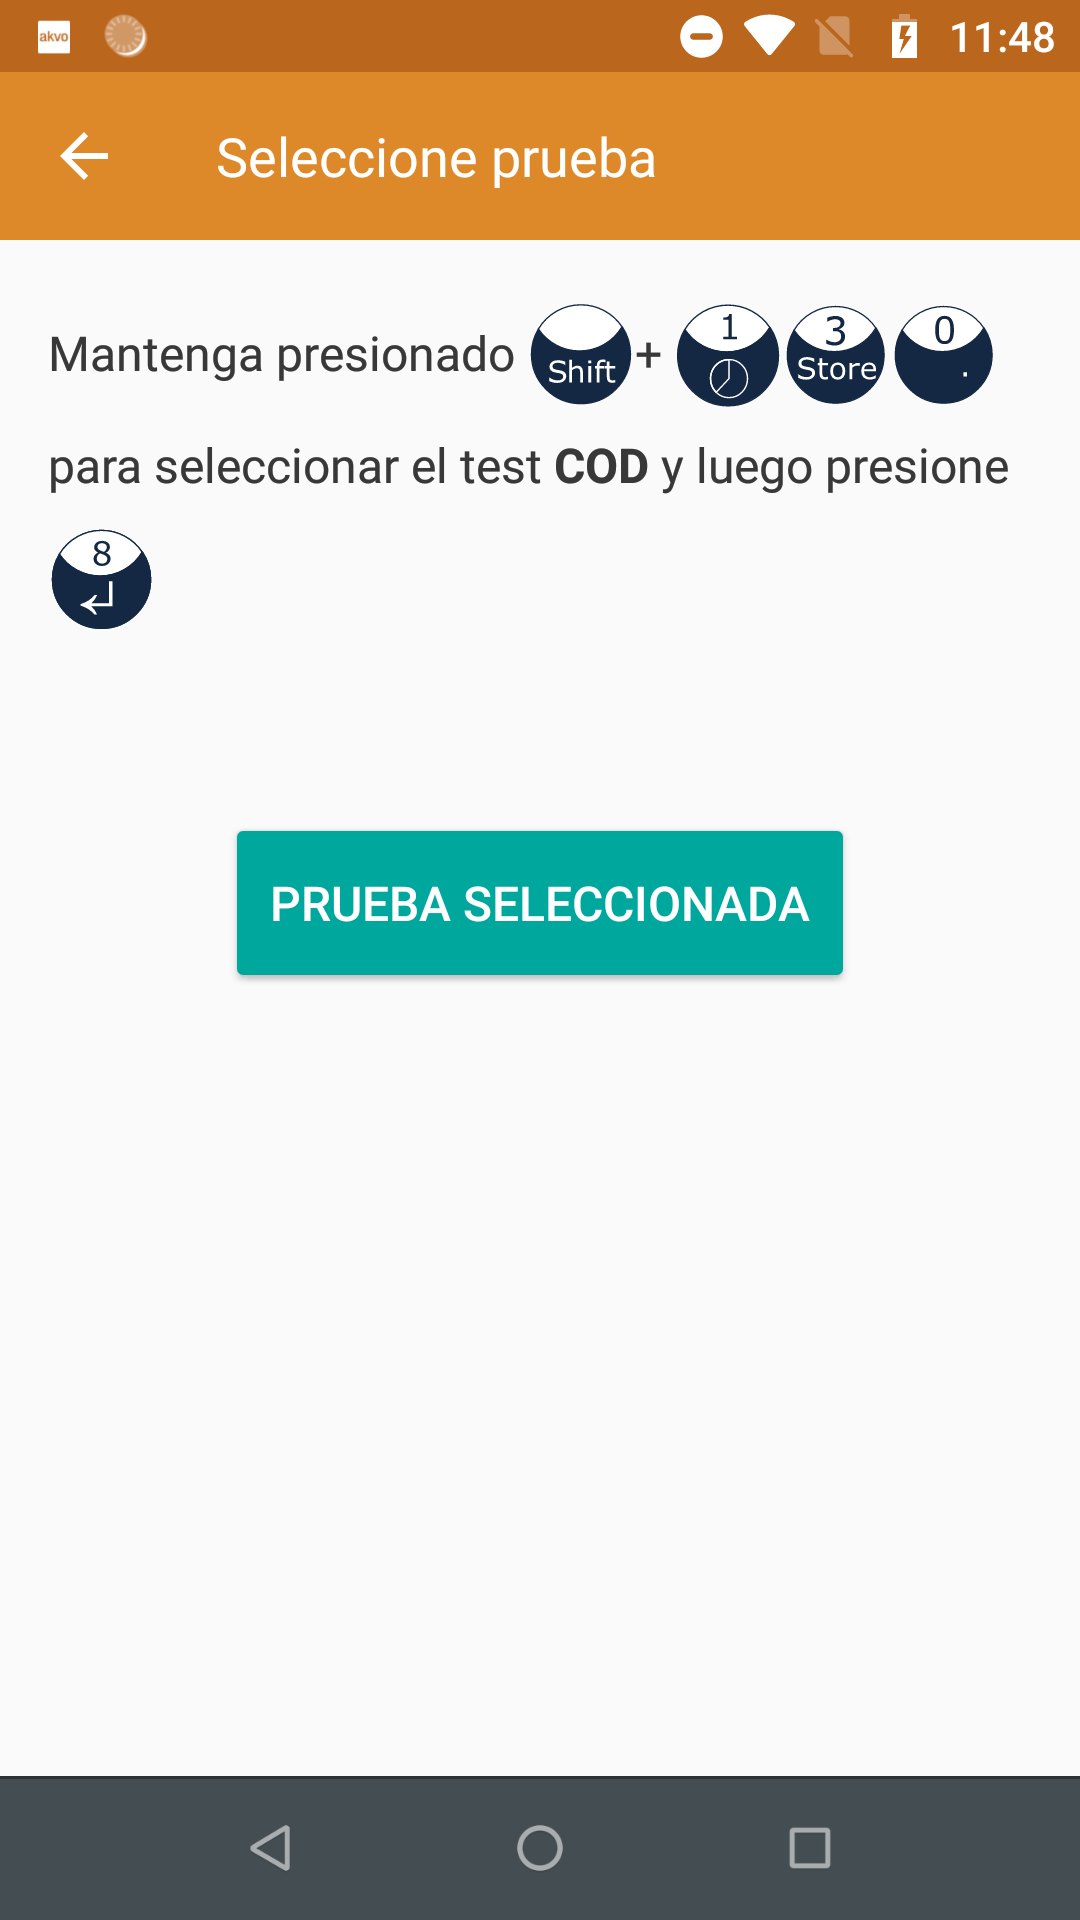 akvo 11:48
Seleccione prueba
Mantenga presionado Shift + 1 3 Store 0 .
para seleccionar el test COD y luego presione
8
PRUEBA SELECCIONADA